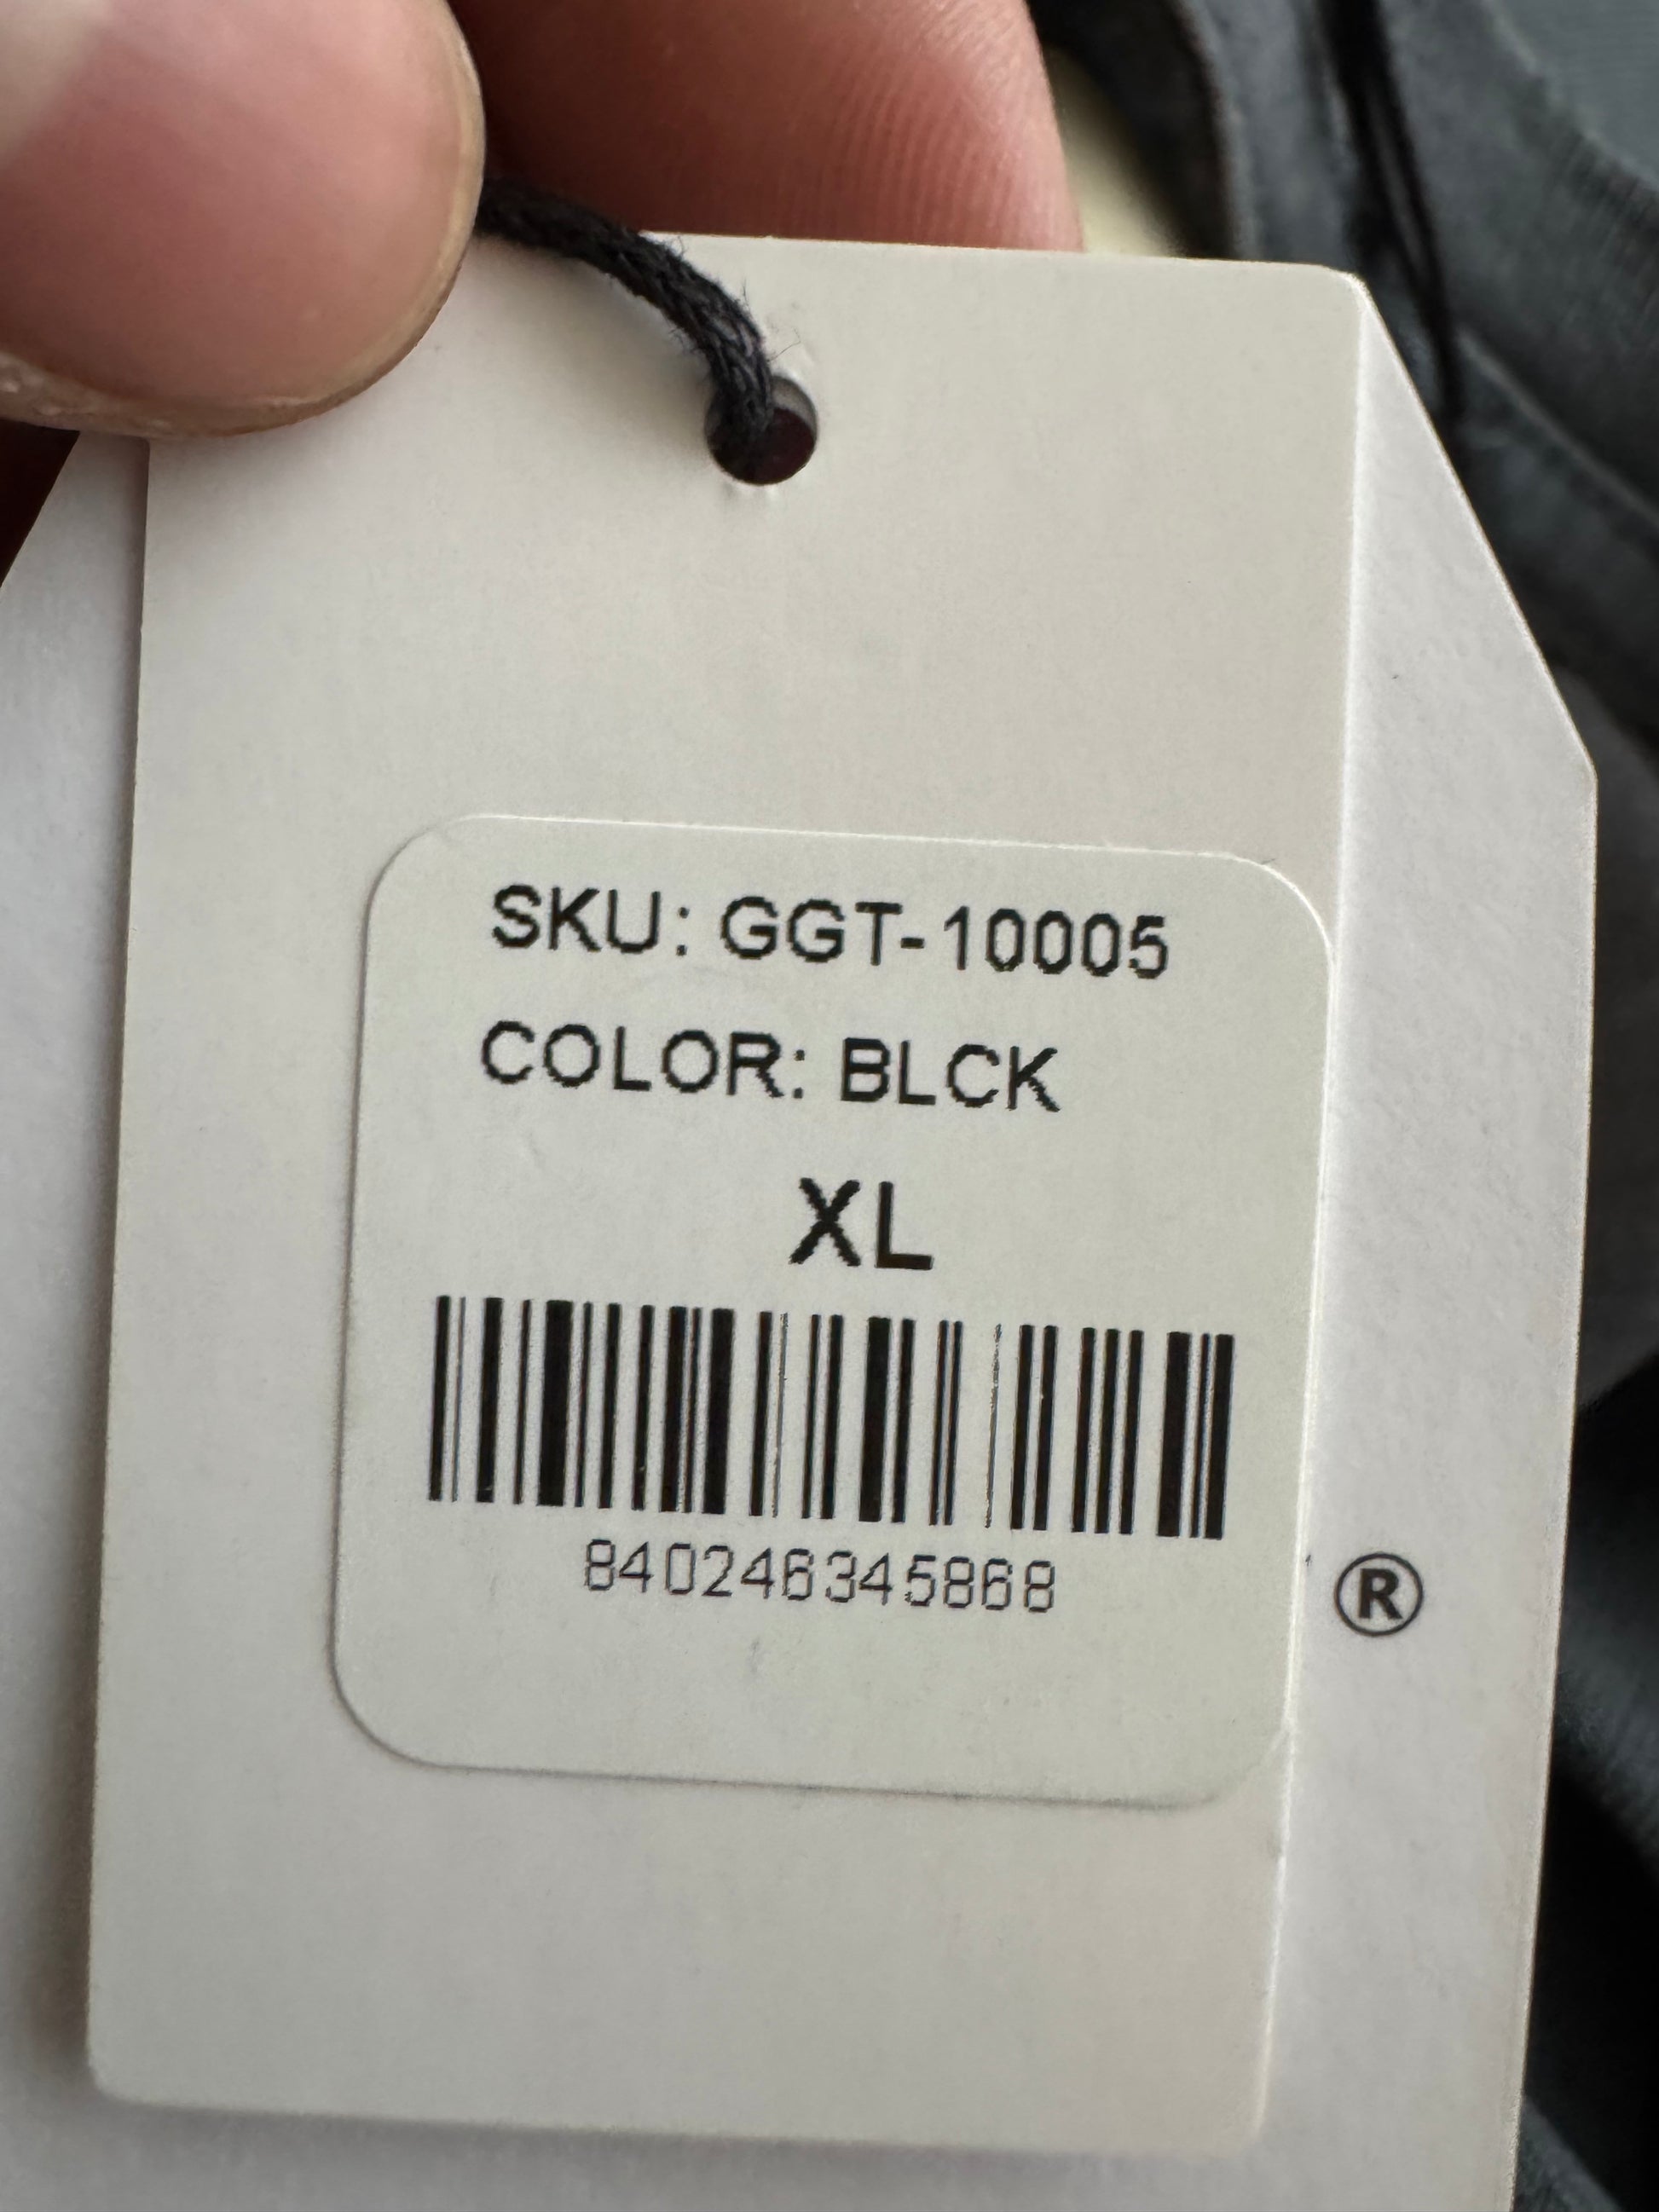 SKU: GGT-10005
COLOR: BLCK
XL
840246345868
®